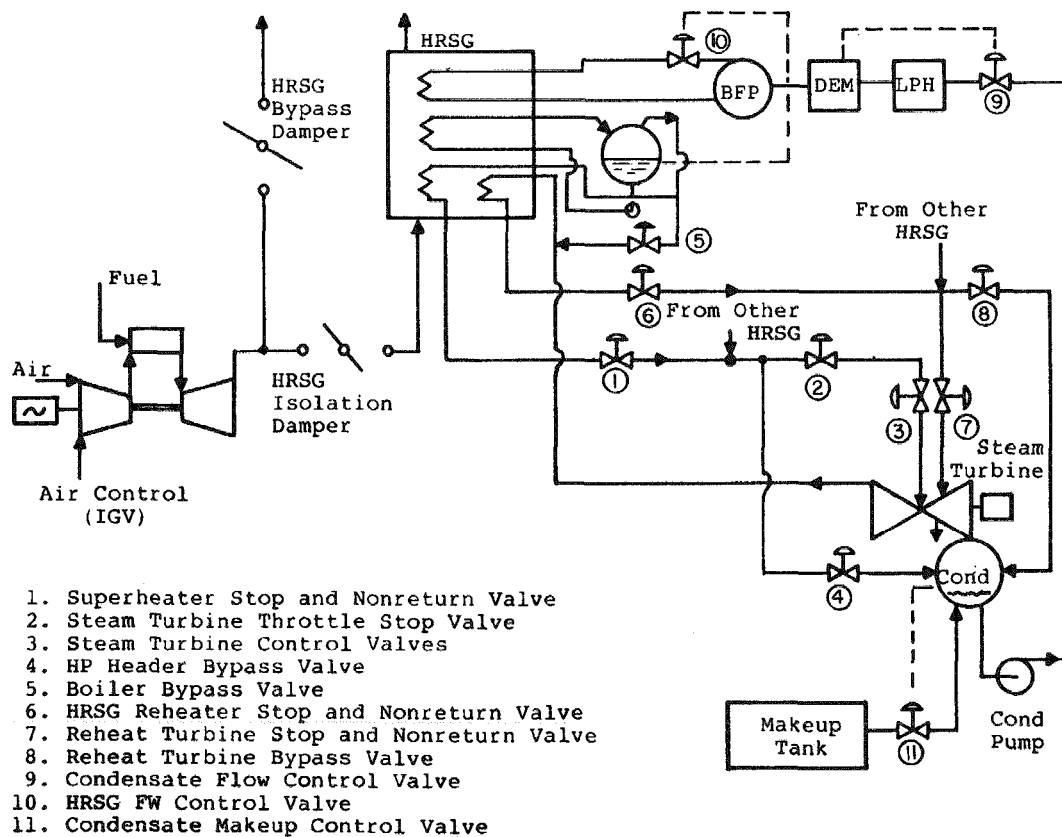 HRSG
⑩
HRSG
Bypass
Damper
BFP
DEM
LPH
⑨
From Other
HRSG
⑤
Fuel
⑥
From Other
HRSG
⑧
Air
~
HRSG
Isolation
Damper
①
②
③
⑦
Steam
Turbine
Air Control
(IGV)
④
Cond
Makeup
Tank
⑪
Cond
Pump
1. Superheater Stop and Nonreturn Valve
2. Steam Turbine Throttle Stop Valve
3. Steam Turbine Control Valves
4. HP Header Bypass Valve
5. Boiler Bypass Valve
6. HRSG Reheater Stop and Nonreturn Valve
7. Reheat Turbine Stop and Nonreturn Valve
8. Reheat Turbine Bypass Valve
9. Condensate Flow Control Valve
10. HRSG FW Control Valve
11. Condensate Makeup Control Valve